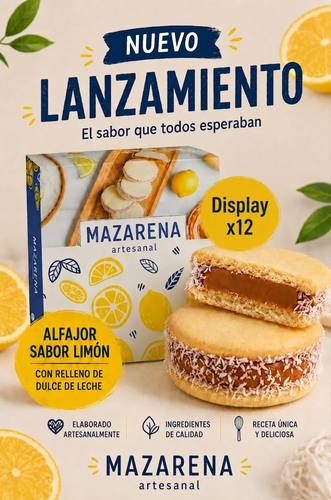 NUEVO
LANZAMIENTO
El sabor que todos esperaban
MAZARENA
MAZARENA
artesanal
Display
x12
ALFAJOR
SABOR LIMÓN
CON RELLENO DE
DULCE DE LECHE
ELABORADO
ARTESANALMENTE
INGREDIENTES
DE CALIDAD
RECETA ÚNICA
Y DELICIOSA
MAZARENA
artesanal